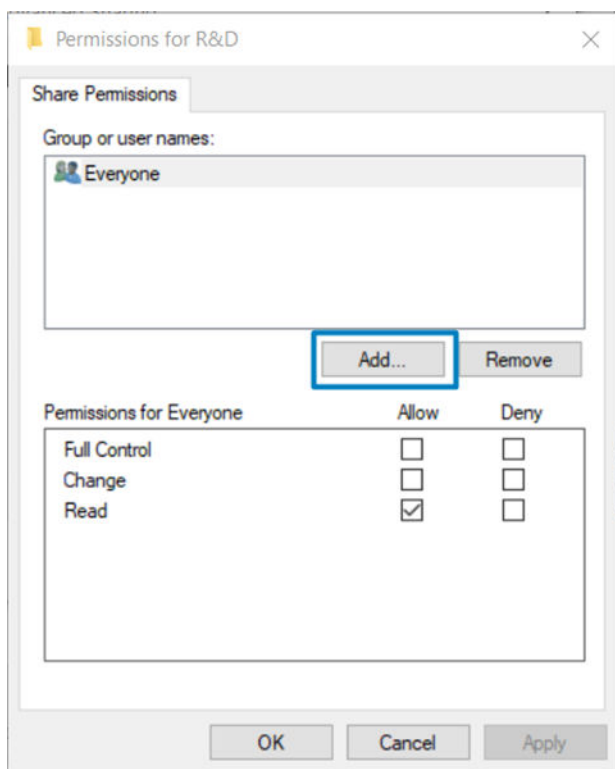 Permissions for R&D
Share Permissions
Group or user names:
Everyone
Add...
Remove
Permissions for Everyone
Allow
Deny
Full Control
Change
Read
OK
Cancel
Apply